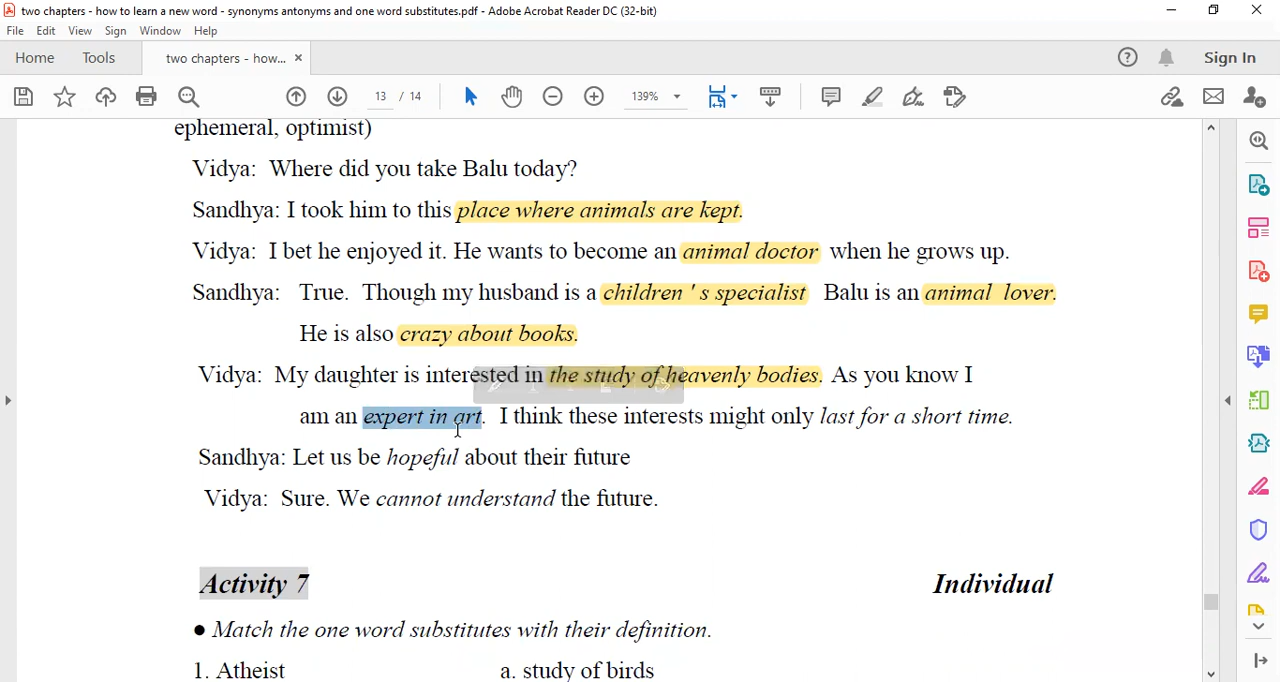 two chapters - how to learn a new word - synonyms antonyms and one word substitutes.pdf - Adobe Acrobat Reader DC (32-bit)
File Edit View Sign Window Help
Home Tools two chapters - how... × Sign In
13 / 14 139%
ephemeral, optimist)
Vidya: Where did you take Balu today?
Sandhya: I took him to this place where animals are kept.
Vidya: I bet he enjoyed it. He wants to become an animal doctor when he grows up.
Sandhya: True. Though my husband is a children ' s specialist Balu is an animal lover.
He is also crazy about books.
Vidya: My daughter is interested in the study of heavenly bodies. As you know I
am an expert in art. I think these interests might only last for a short time.
Sandhya: Let us be hopeful about their future
Vidya: Sure. We cannot understand the future.
Activity 7 Individual
● Match the one word substitutes with their definition.
1. Atheist a. study of birds